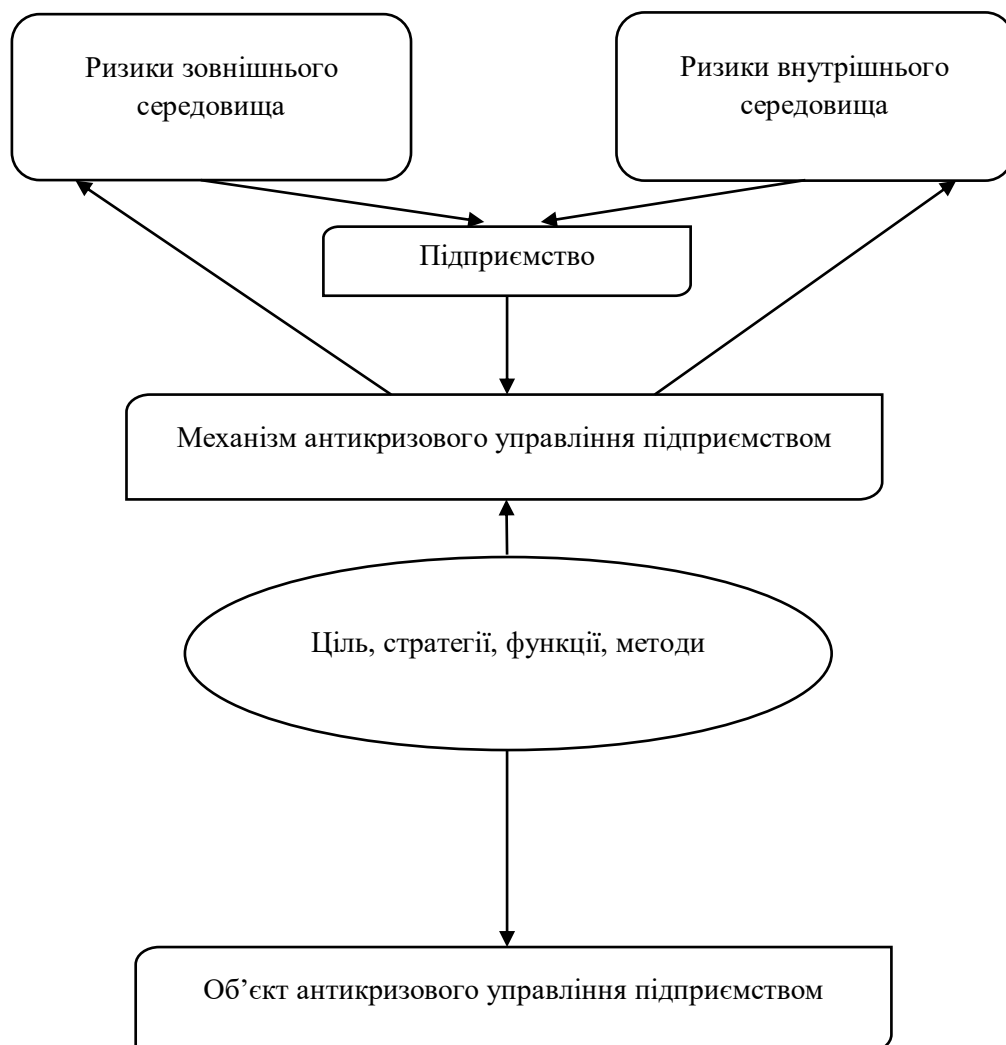 Ризики зовнішнього
середовища
Ризики внутрішнього
середовища
Підприємство
Механізм антикризового управління підприємством
Ціль, стратегії, функції, методи
Об’єкт антикризового управління підприємством